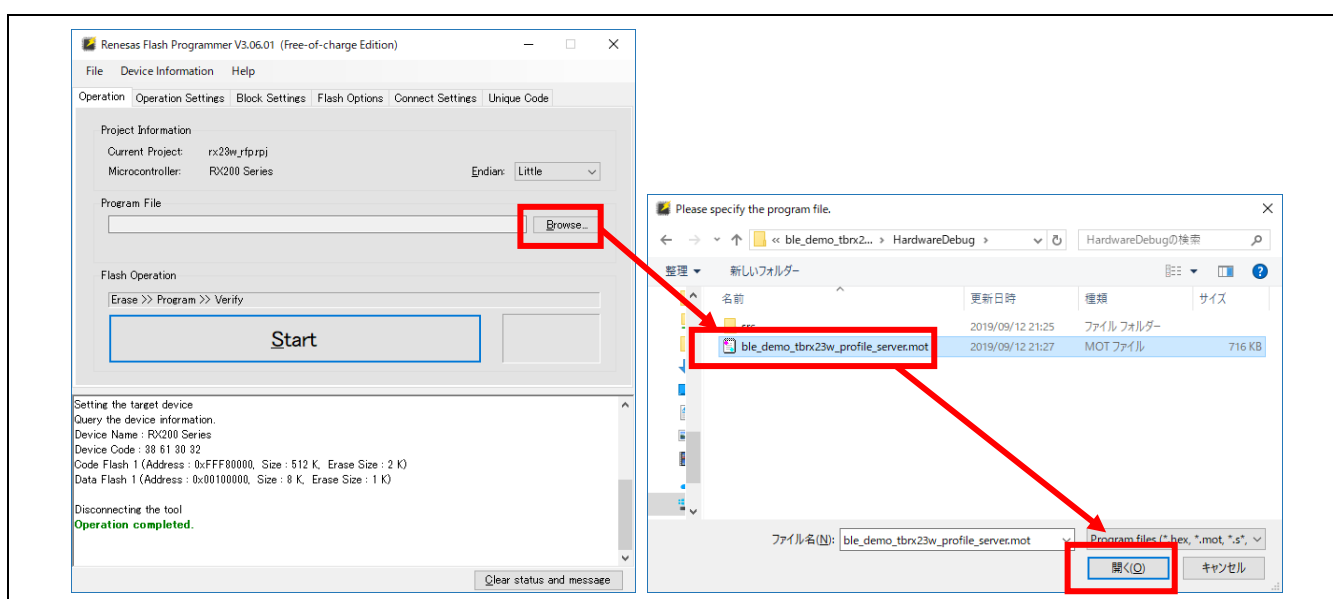 Renesas Flash Programmer V3.06.01 (Free-of-charge Edition)
File Device Information Help
Operation Operation Settings Block Settings Flash Options Connect Settings Unique Code
Project Information
Current Project: rx23w_rfp.rpj
Microcontroller: RX200 Series Endian: Little
Program File
Browse...
Flash Operation
Erase >> Program >> Verify
Start
Setting the target device
Query the device information.
Device Name : RX200 Series
Device Code : 38 61 30 32
Code Flash 1 (Address : 0xFFF80000, Size : 512 K, Erase Size : 2 K)
Data Flash 1 (Address : 0x00100000, Size : 8 K, Erase Size : 1 K)
Disconnecting the tool
Operation completed.
Clear status and message
Please specify the program file.
« ble_demo_tbrx2... › HardwareDebug ›
HardwareDebugの検索
整理 新しいフォルダー
名前 更新日時 種類 サイズ
src 2019/09/12 21:25 ファイル フォルダー
ble_demo_tbrx23w_profile_server.mot 2019/09/12 21:27 MOT ファイル 716 KB
ファイル名(N): ble_demo_tbrx23w_profile_server.mot Program files (*.hex, *.mot, *.s*,
開く(O) キャンセル